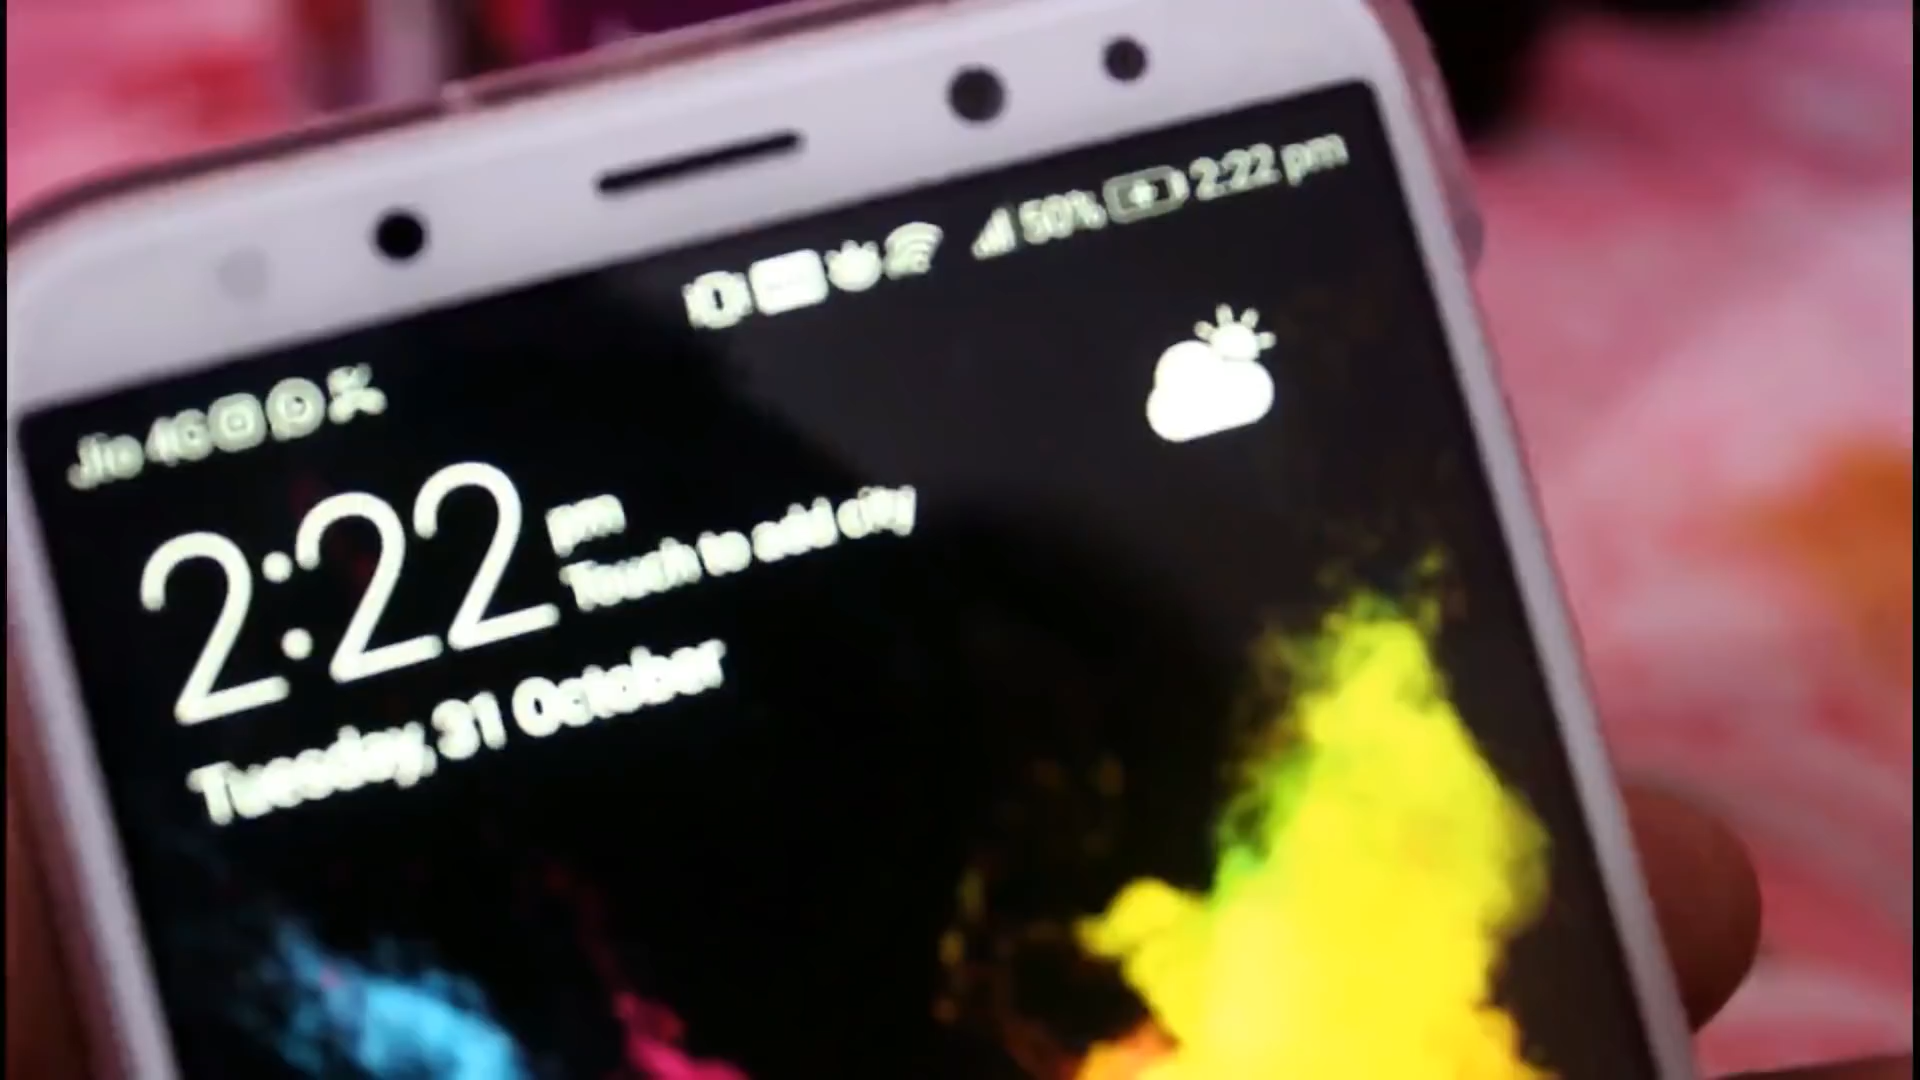 Jio 4G
50% 2:22 pm
2:22 pm
Touch to add city
Tuesday, 31 October